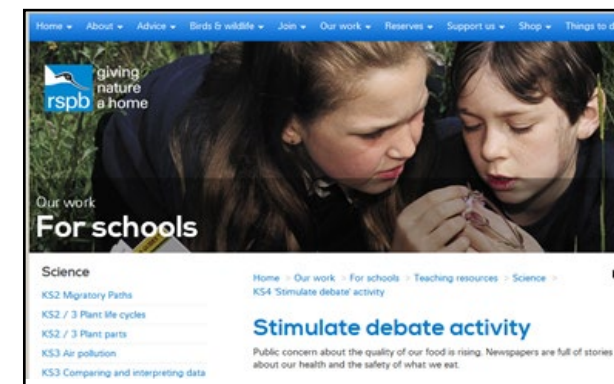 Home About Advice Birds & wildlife Join Our work Reserves Support us Shop Things to d
giving
nature
rspb a home
Our work
For schools
Science
KS2 Migratory Paths
KS2 / 3 Plant life cycles
KS2 / 3 Plant parts
KS3 Air pollution
KS3 Comparing and interpreting data
Home > Our work > For schools > Teaching resources > Science >
KS4 'Stimulate debate' activity
Stimulate debate activity
Public concern about the quality of our food is rising. Newspapers are full of stories
about our health and the safety of what we eat.